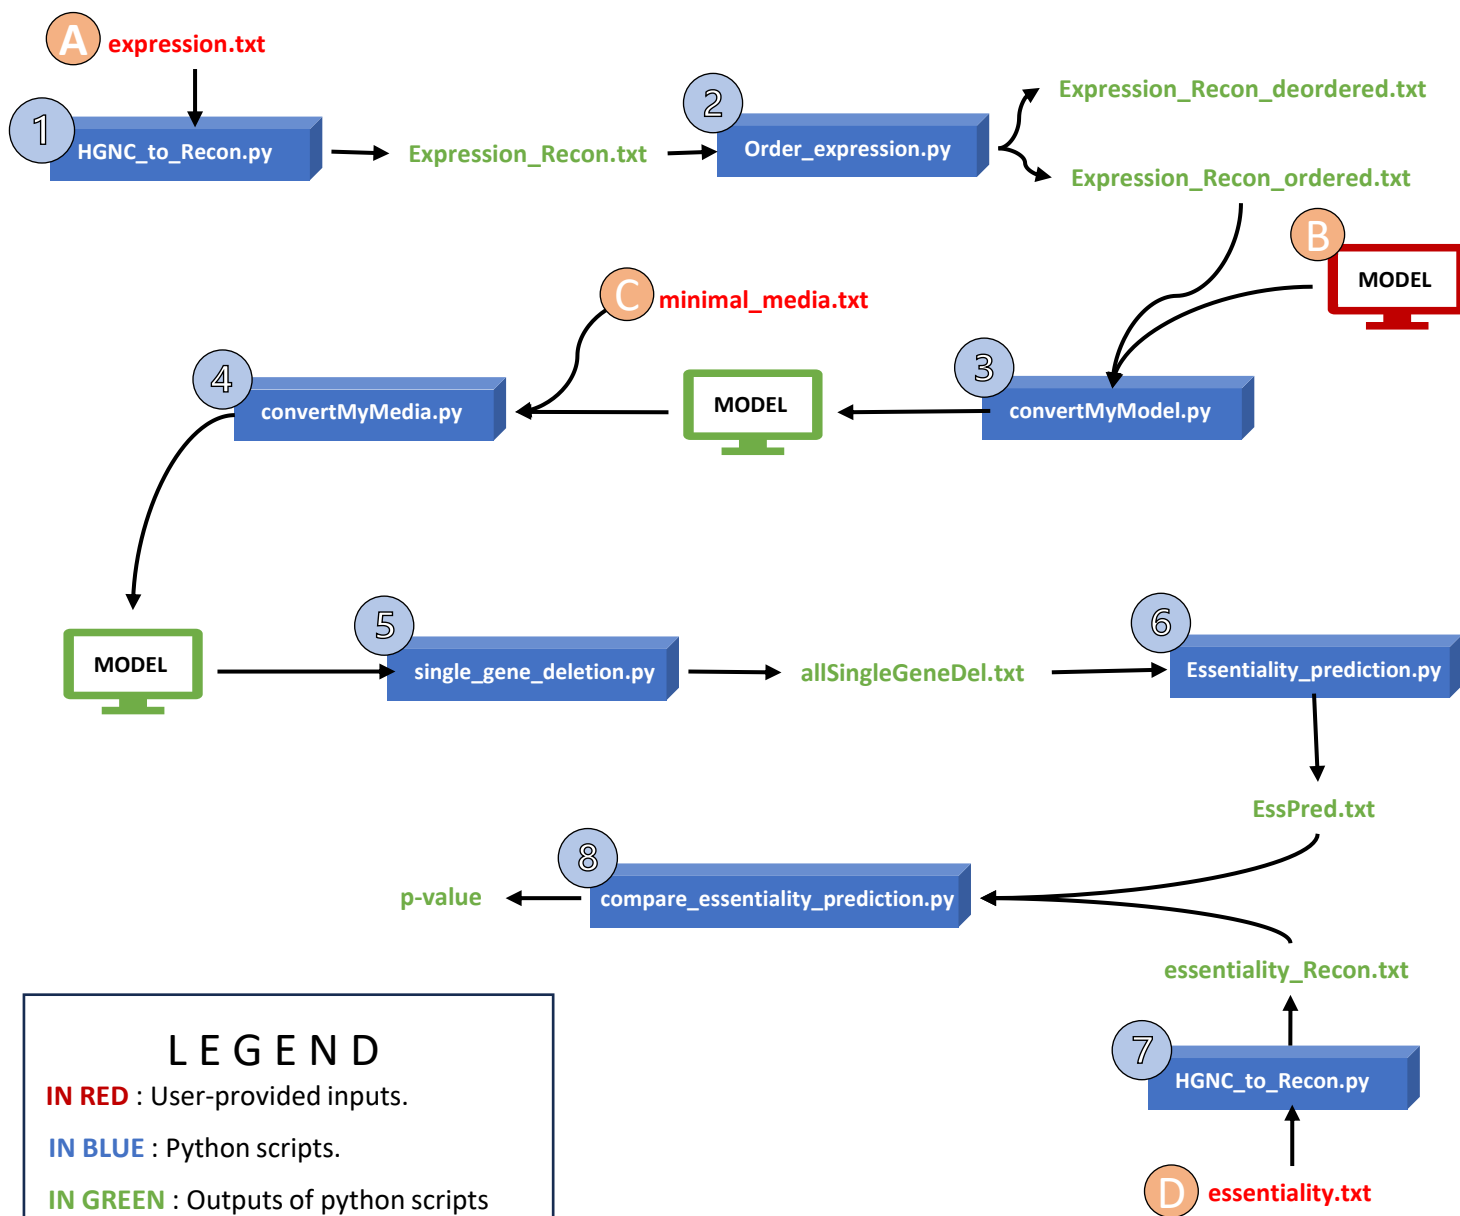 A expression.txt
1 HGNC_to_Recon.py
Expression_Recon.txt
2 Order_expression.py
Expression_Recon_deordered.txt
Expression_Recon_ordered.txt
B MODEL
C minimal_media.txt
3 convertMyModel.py
MODEL
4 convertMyMedia.py
MODEL
5 single_gene_deletion.py
allSingleGeneDel.txt
6 Essentiality_prediction.py
EssPred.txt
8 compare_essentiality_prediction.py
p-value
essentiality_Recon.txt
7 HGNC_to_Recon.py
D essentiality.txt
LEGEND
IN RED : User-provided inputs.
IN BLUE : Python scripts.
IN GREEN : Outputs of python scripts